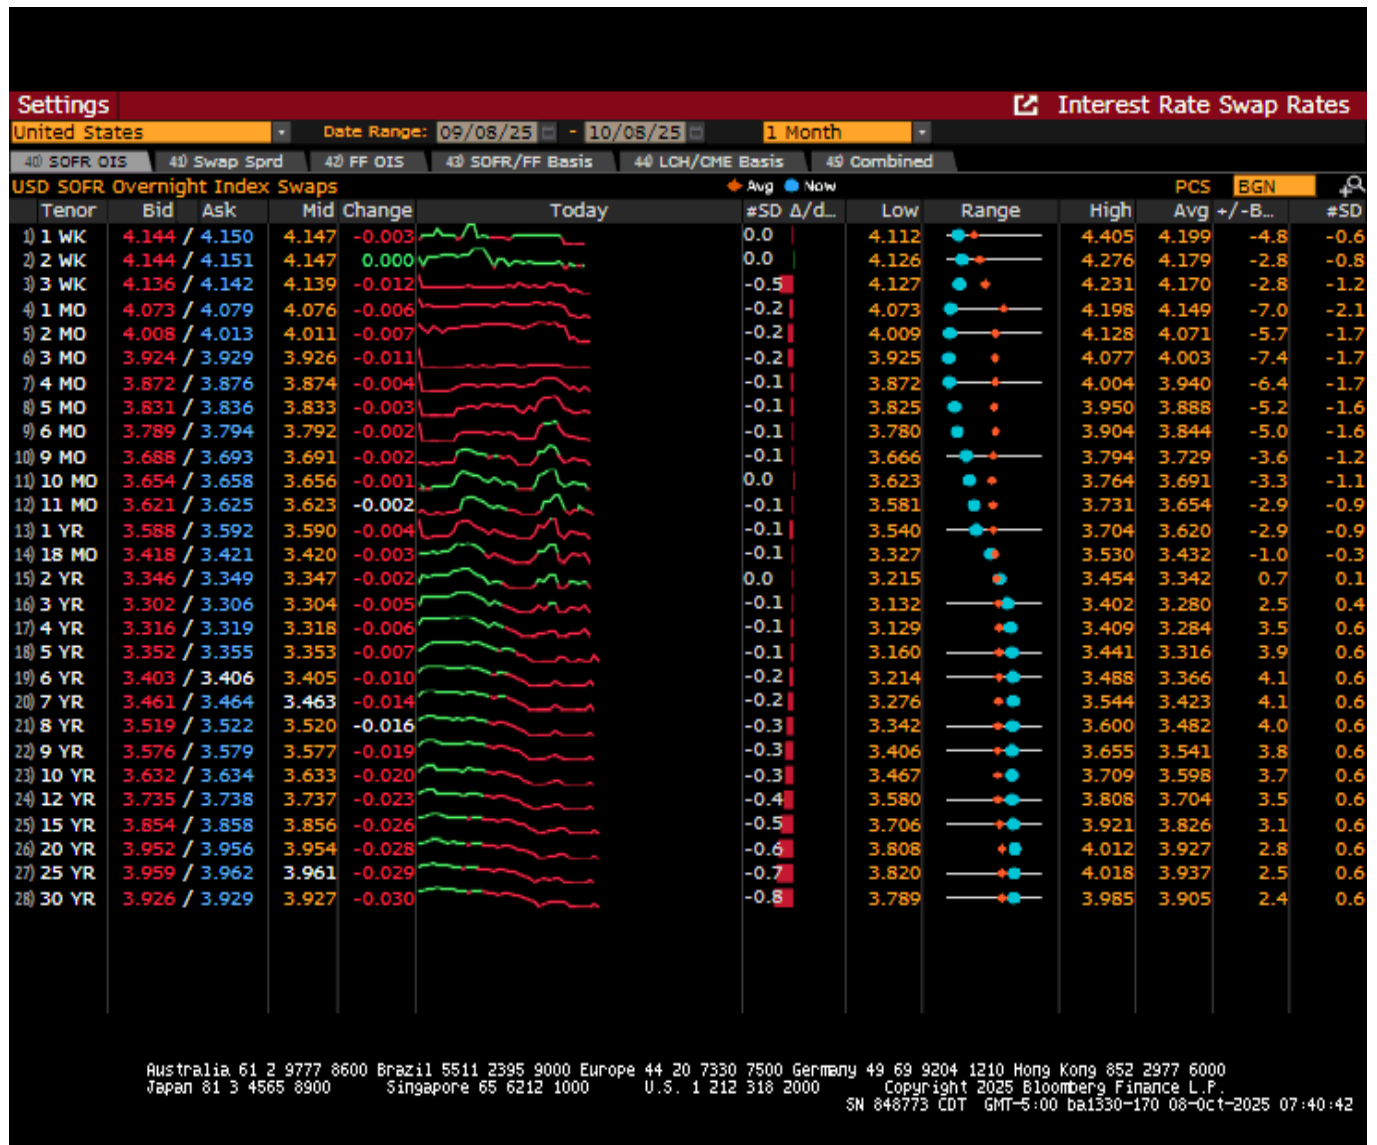 Settings Interest Rate Swap Rates
United States Date Range: 09/08/25 - 10/08/25 1 Month
40) SOFR OIS 41) Swap Sprd 42) FF OIS 43) SOFR/FF Basis 44) LCH/CME Basis 45) Combined
USD SOFR Overnight Index Swaps Avg Now PCS BGN
Tenor Bid Ask Mid Change Today #SD Δ/d... Low Range High Avg +/-B... #SD
1) 1 WK 4.144 / 4.150 4.147 -0.003 0.0 4.112 4.405 4.199 -4.8 -0.6
2) 2 WK 4.144 / 4.151 4.147 0.000 0.0 4.126 4.276 4.179 -2.8 -0.8
3) 3 WK 4.136 / 4.142 4.139 -0.012 -0.5 4.127 4.231 4.170 -2.8 -1.2
4) 1 MO 4.073 / 4.079 4.076 -0.006 -0.2 4.073 4.198 4.149 -7.0 -2.1
5) 2 MO 4.008 / 4.013 4.011 -0.007 -0.2 4.009 4.128 4.071 -5.7 -1.7
6) 3 MO 3.924 / 3.929 3.926 -0.011 -0.2 3.925 4.077 4.003 -7.4 -1.7
7) 4 MO 3.872 / 3.876 3.874 -0.004 -0.1 3.872 4.004 3.940 -6.4 -1.7
8) 5 MO 3.831 / 3.836 3.833 -0.003 -0.1 3.825 3.950 3.888 -5.2 -1.6
9) 6 MO 3.789 / 3.794 3.792 -0.002 -0.1 3.780 3.904 3.844 -5.0 -1.6
10) 9 MO 3.688 / 3.693 3.691 -0.002 -0.1 3.666 3.794 3.729 -3.6 -1.2
11) 10 MO 3.654 / 3.658 3.656 -0.001 0.0 3.623 3.764 3.691 -3.3 -1.1
12) 11 MO 3.621 / 3.625 3.623 -0.002 -0.1 3.581 3.731 3.654 -2.9 -0.9
13) 1 YR 3.588 / 3.592 3.590 -0.004 -0.1 3.540 3.704 3.620 -2.9 -0.9
14) 18 MO 3.418 / 3.421 3.420 -0.003 -0.1 3.327 3.530 3.432 -1.0 -0.3
15) 2 YR 3.346 / 3.349 3.347 -0.002 0.0 3.215 3.454 3.342 0.7 0.1
16) 3 YR 3.302 / 3.306 3.304 -0.005 -0.1 3.132 3.402 3.280 2.5 0.4
17) 4 YR 3.316 / 3.319 3.318 -0.006 -0.1 3.129 3.409 3.284 3.5 0.6
18) 5 YR 3.352 / 3.355 3.353 -0.007 -0.1 3.160 3.441 3.316 3.9 0.6
19) 6 YR 3.403 / 3.406 3.405 -0.010 -0.2 3.214 3.488 3.366 4.1 0.6
20) 7 YR 3.461 / 3.464 3.463 -0.014 -0.2 3.276 3.544 3.423 4.1 0.6
21) 8 YR 3.519 / 3.522 3.520 -0.016 -0.3 3.342 3.600 3.482 4.0 0.6
22) 9 YR 3.576 / 3.579 3.577 -0.019 -0.3 3.406 3.655 3.541 3.8 0.6
23) 10 YR 3.632 / 3.634 3.633 -0.020 -0.3 3.467 3.709 3.598 3.7 0.6
24) 12 YR 3.735 / 3.738 3.737 -0.023 -0.4 3.580 3.808 3.704 3.5 0.6
25) 15 YR 3.854 / 3.858 3.856 -0.026 -0.5 3.706 3.921 3.826 3.1 0.6
26) 20 YR 3.952 / 3.956 3.954 -0.028 -0.6 3.808 4.012 3.927 2.8 0.6
27) 25 YR 3.959 / 3.962 3.961 -0.029 -0.7 3.820 4.018 3.937 2.5 0.6
28) 30 YR 3.926 / 3.929 3.927 -0.030 -0.8 3.789 3.985 3.905 2.4 0.6
Australia 61 2 9777 8600 Brazil 5511 2395 9000 Europe 44 20 7330 7500 Germany 49 69 9204 1210 Hong Kong 852 2977 6000
Japan 81 3 4565 8900 Singapore 65 6212 1000 U.S. 1 212 318 2000 Copyright 2025 Bloomberg Finance L.P.
SN 848773 CDT GMT-5:00 ba1330-170 08-Oct-2025 07:40:42